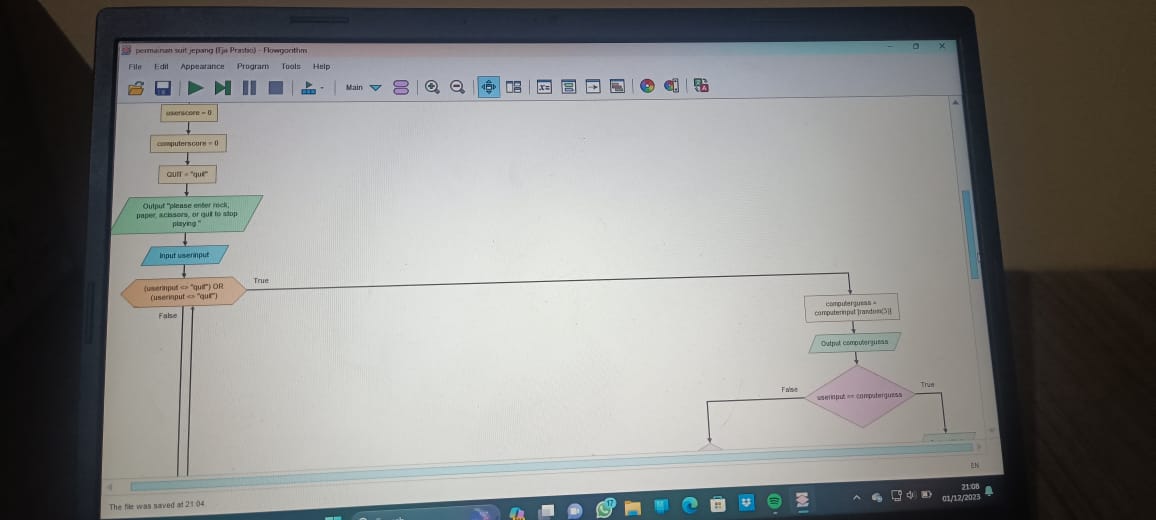 permainan suit jepang (Eja Prasbo) - Flowgorithm
File Edit Appearance Program Tools Help
Main
userscore = 0
computerscore = 0
QUIT = "quit"
Output "please enter rock,
paper, acissors, or quit to stop
playing "
Input userinput
(userinput <> "quit") OR
(userinput <> "quit")
True
False
computerguess =
computerinput [random(3)]
Output computerguess
False
True
userinput == computerguess
EN
The file was saved at 21:04
17
21:08
01/12/2023